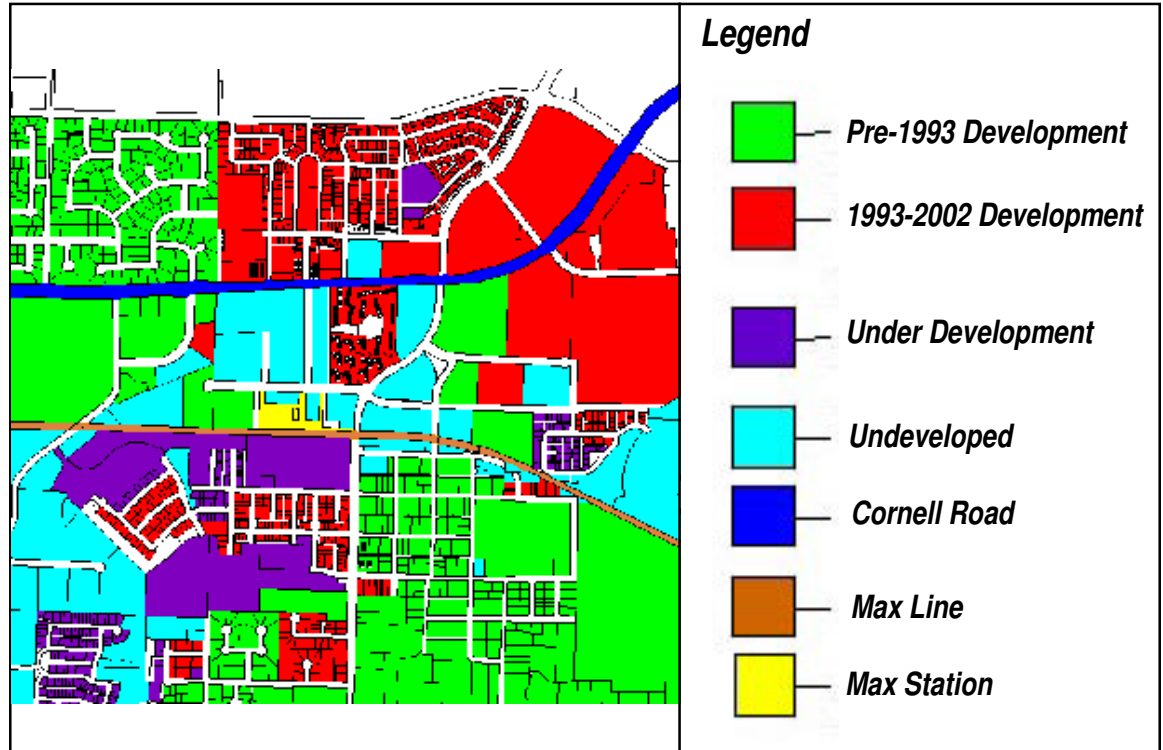 Legend
Pre-1993 Development
1993-2002 Development
Under Development
Undeveloped
Cornell Road
Max Line
Max Station